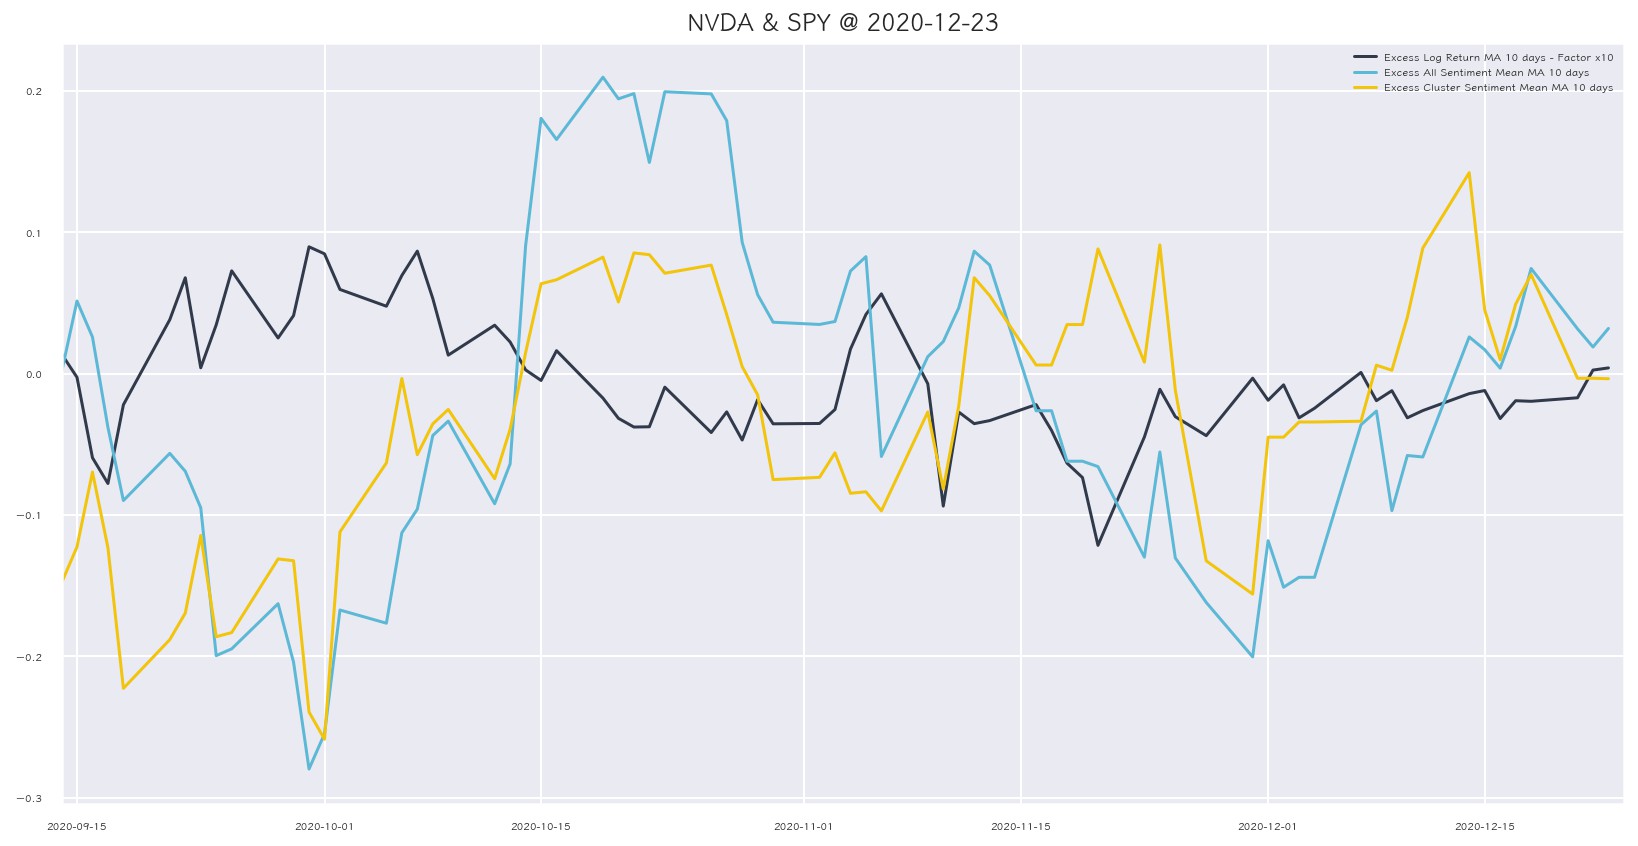 NVDA & SPY @ 2020-12-23
Excess Log Return MA 10 days - Factor x10
Excess All Sentiment Mean MA 10 days
Excess Cluster Sentiment Mean MA 10 days
0.2
0.1
0.0
−0.1
−0.2
−0.3
2020-09-15 2020-10-01 2020-10-15 2020-11-01 2020-11-15 2020-12-01 2020-12-15